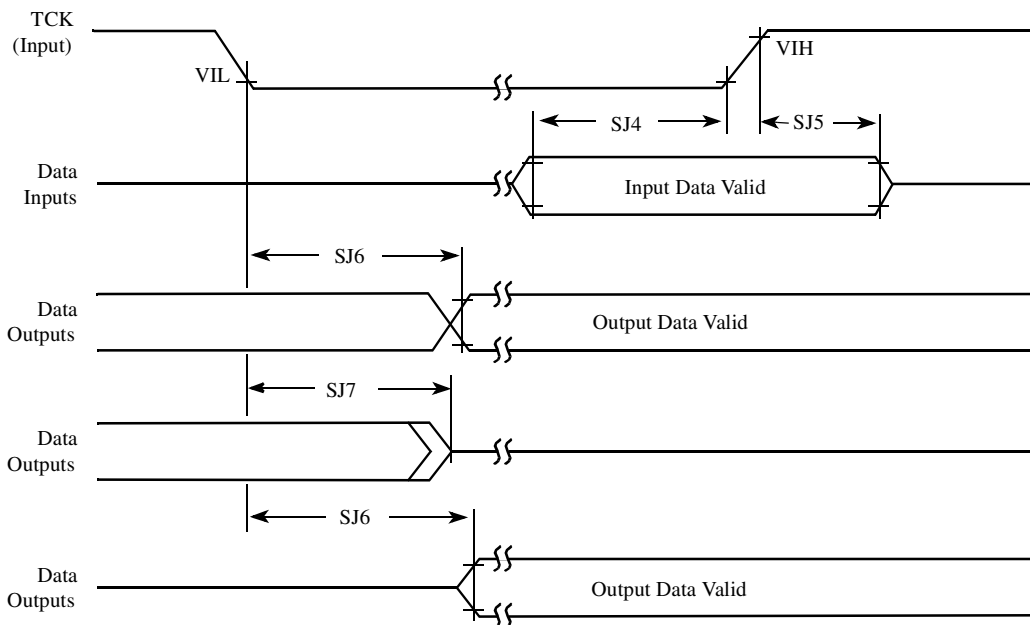 TCK
(Input)
VIL
VIH
SJ4
SJ5
Data
Inputs
Input Data Valid
SJ6
Data
Outputs
Output Data Valid
SJ7
Data
Outputs
SJ6
Data
Outputs
Output Data Valid